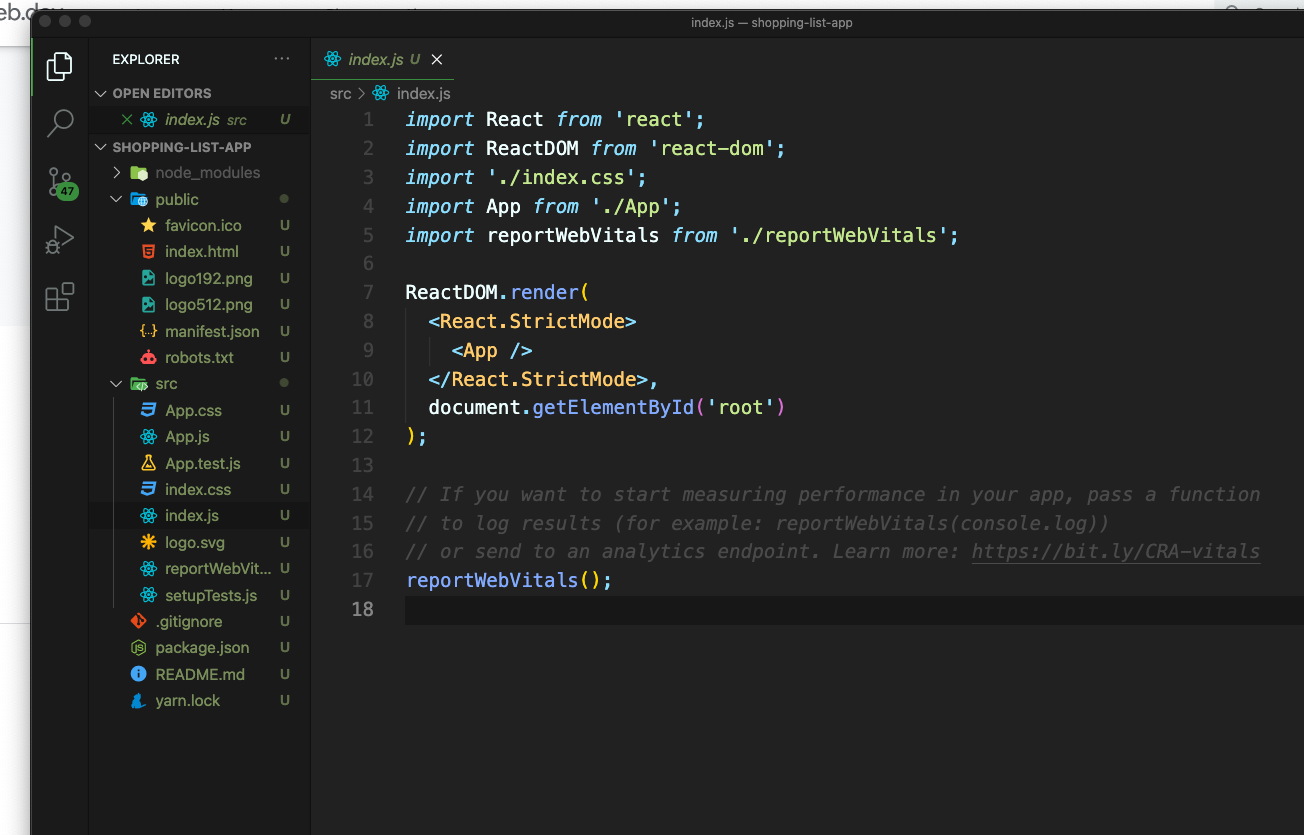 index.js — shopping-list-app
EXPLORER
OPEN EDITORS
index.js src U
SHOPPING-LIST-APP
node_modules
public
favicon.ico U
index.html U
logo192.png U
logo512.png U
manifest.json U
robots.txt U
src
App.css U
App.js U
App.test.js U
index.css U
index.js U
logo.svg U
reportWebVit... U
setupTests.js U
.gitignore U
package.json U
README.md U
yarn.lock U
47
index.js U
src > index.js
1 import React from 'react';
2 import ReactDOM from 'react-dom';
3 import './index.css';
4 import App from './App';
5 import reportWebVitals from './reportWebVitals';
6
7 ReactDOM.render(
8 <React.StrictMode>
9 <App />
10 </React.StrictMode>,
11 document.getElementById('root')
12 );
13
14 // If you want to start measuring performance in your app, pass a function
15 // to log results (for example: reportWebVitals(console.log))
16 // or send to an analytics endpoint. Learn more: https://bit.ly/CRA-vitals
17 reportWebVitals();
18